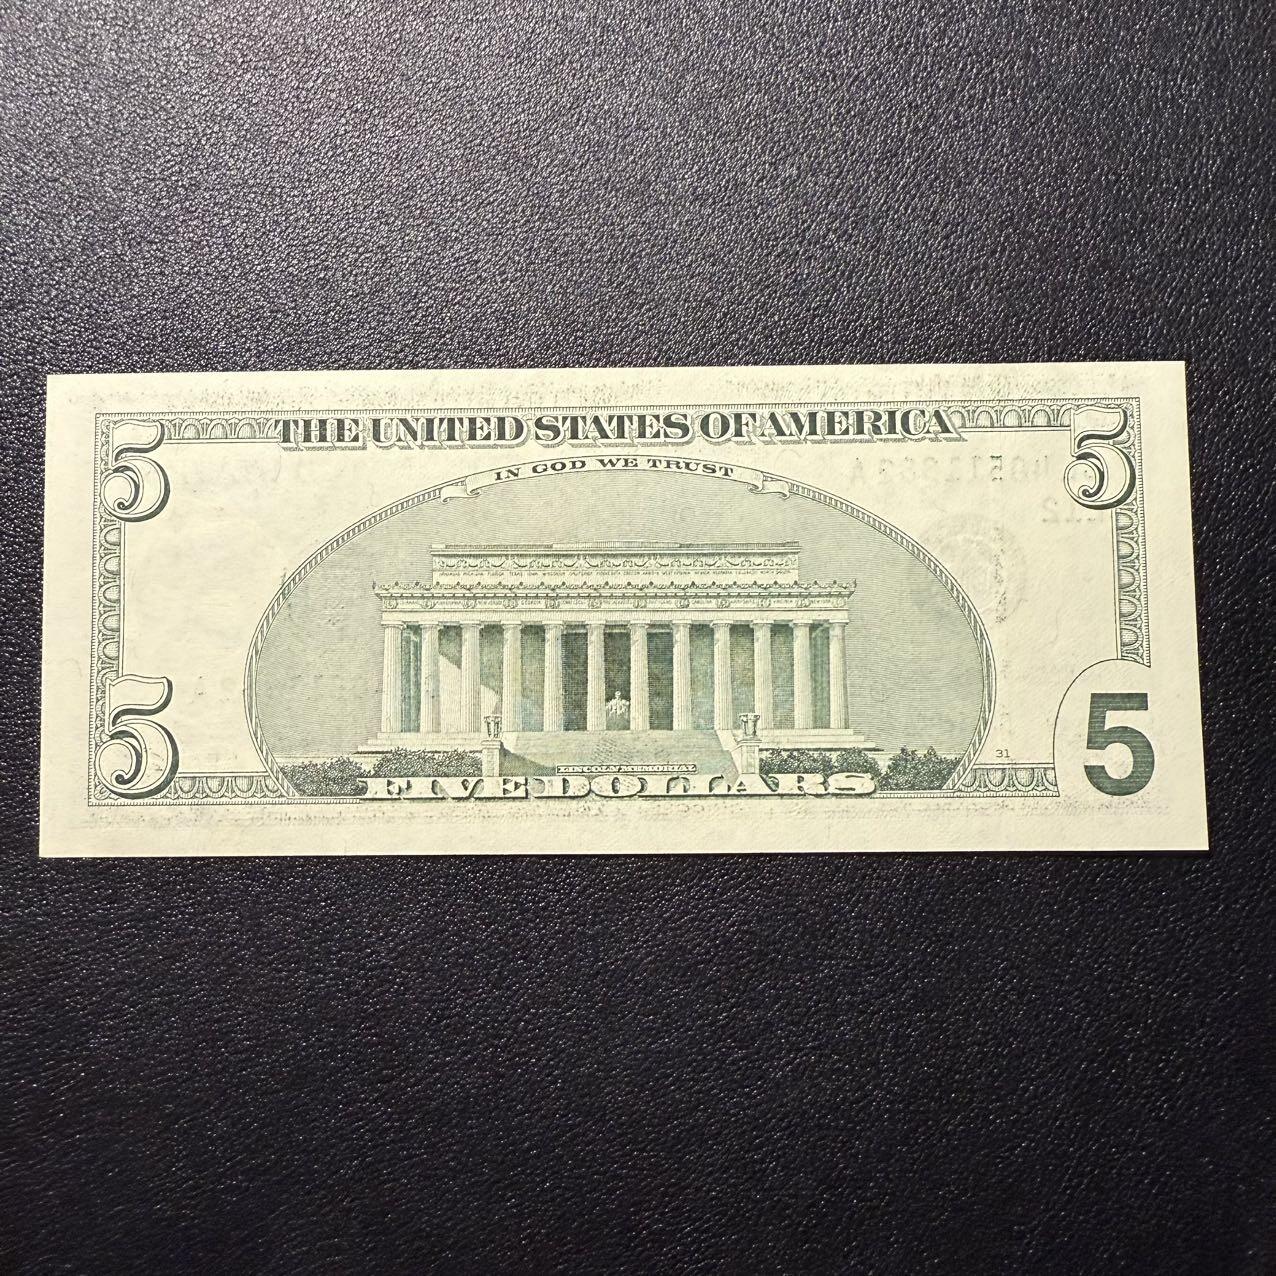 5 THE UNITED STATES OF AMERICA 5
IN GOD WE TRUST
LINCOLN MEMORIAL
31
5 FIVE DOLLARS 5